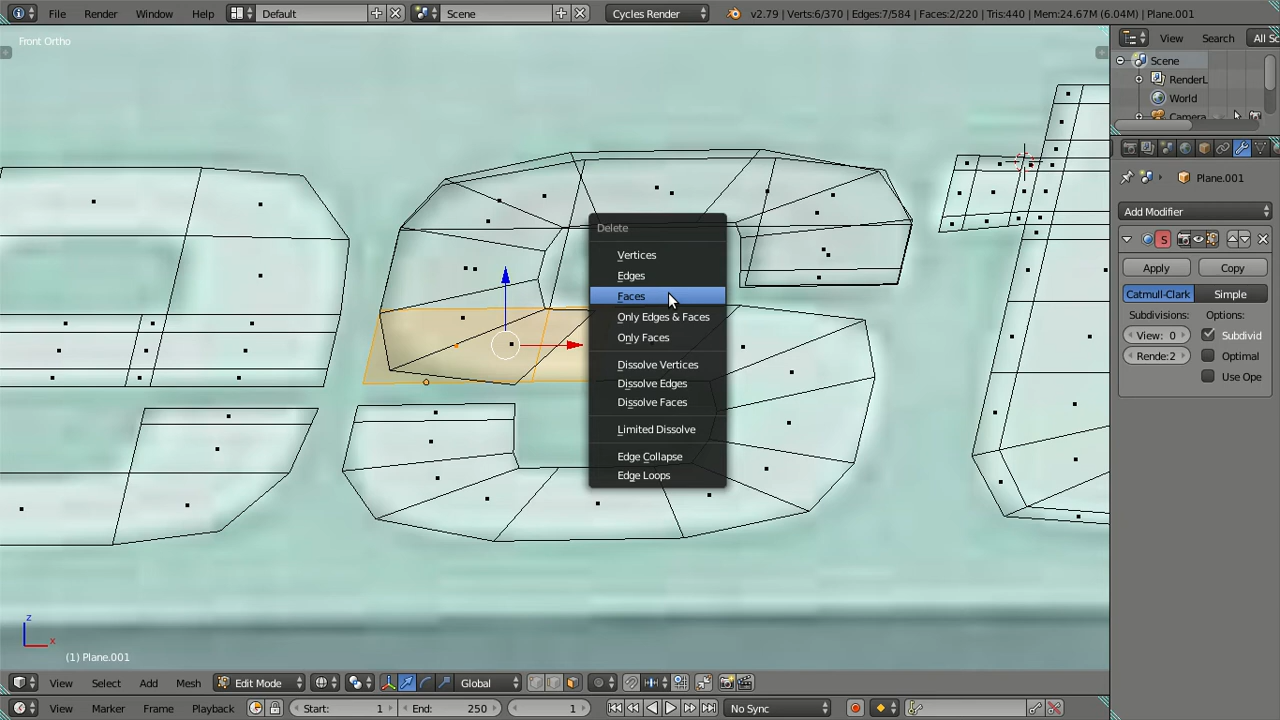 File Render Window Help Default Scene Cycles Render v2.79 | Verts:6/370 | Edges:7/584 | Faces:2/220 | Tris:440 | Mem:24.67M (6.04M) | Plane.001
Front Ortho
View Search All Sc
Scene
RenderL
World
Camera
Plane.001
Add Modifier
S
Apply Copy
Catmull-Clark Simple
Subdivisions: Options:
View: 0 Subdivid
Rende:2 Optimal
Use Ope
Delete
Vertices
Edges
Faces
Only Edges & Faces
Only Faces
Dissolve Vertices
Dissolve Edges
Dissolve Faces
Limited Dissolve
Edge Collapse
Edge Loops
z
x
(1) Plane.001
View Select Add Mesh Edit Mode Global
View Marker Frame Playback Start: 1 End: 250 1 No Sync